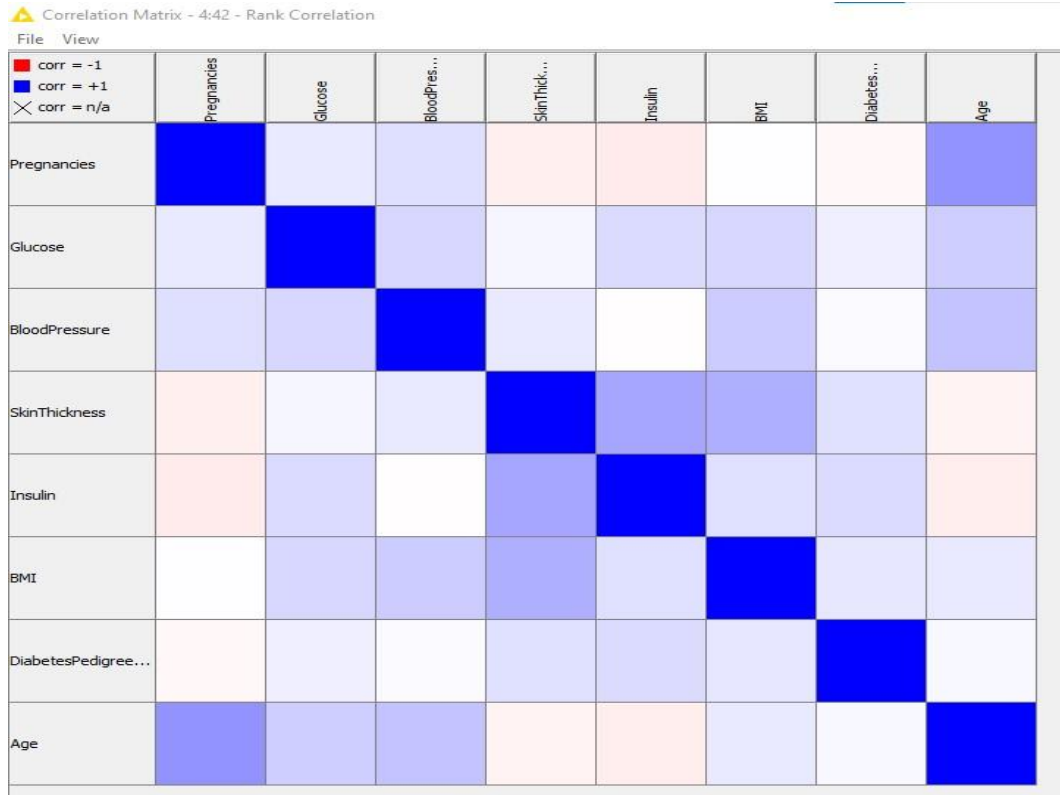 Correlation Matrix - 4:42 - Rank Correlation
File View
corr = -1
corr = +1
corr = n/a
Pregnancies
Glucose
BloodPres...
SkinThick...
Insulin
BMI
Diabetes...
Age
Pregnancies
Glucose
BloodPressure
SkinThickness
Insulin
BMI
DiabetesPedigree...
Age